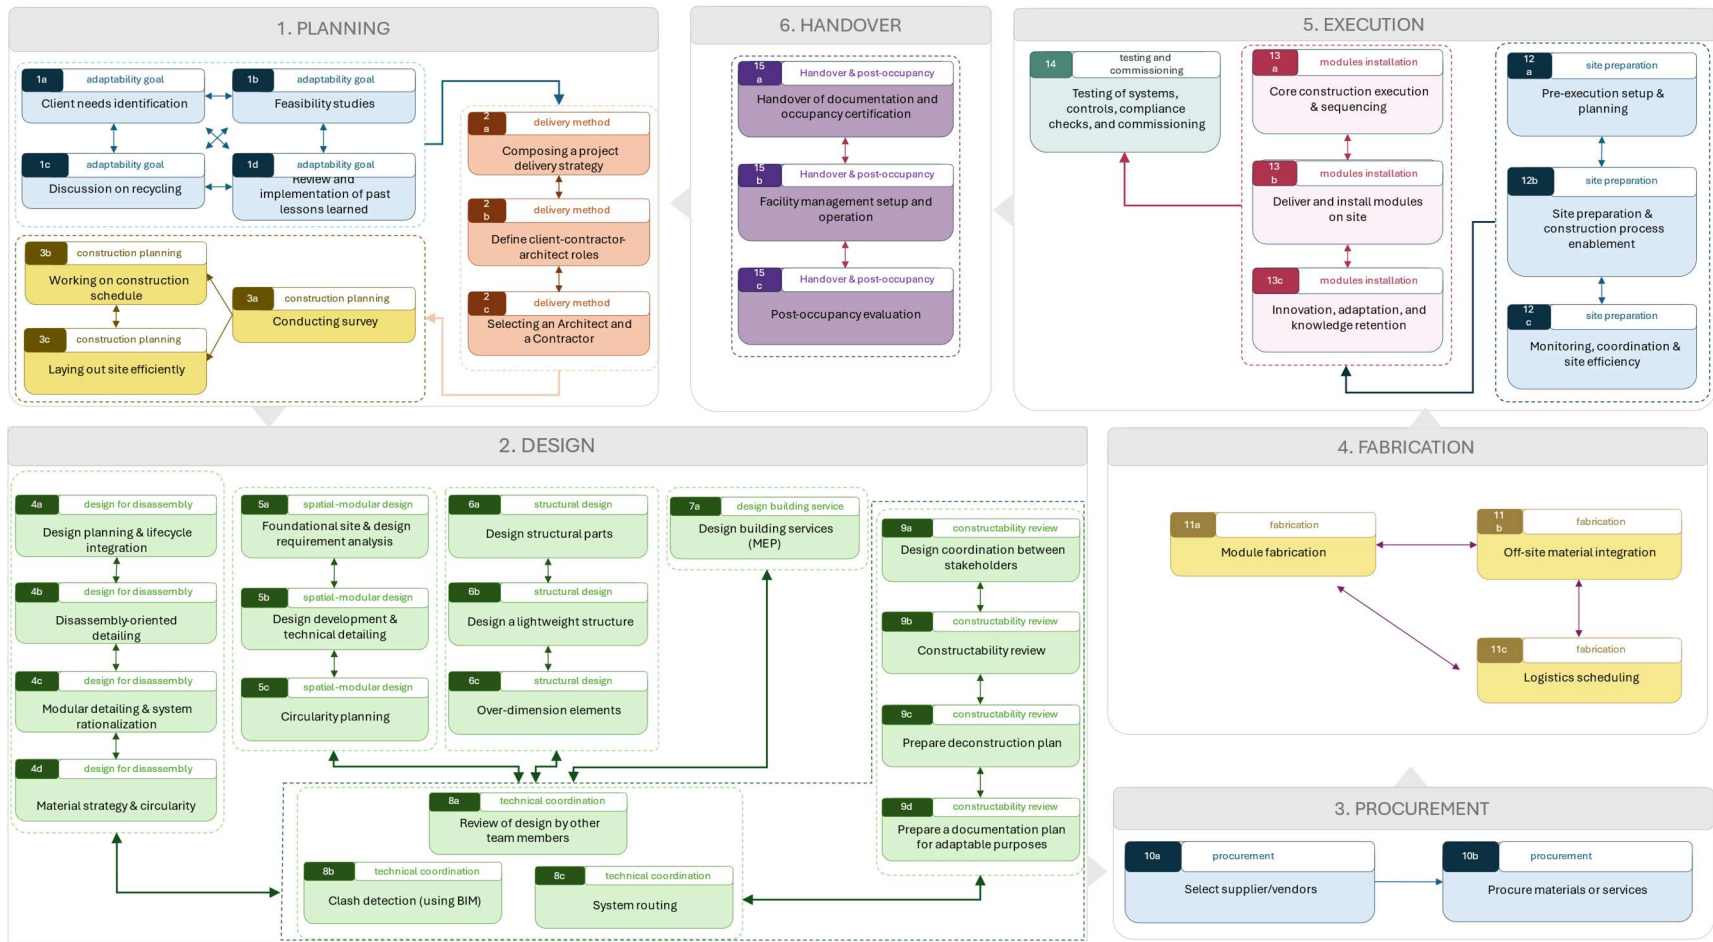 1. PLANNING
1a
adaptability goal
Client needs identification
1b
adaptability goal
Feasibility studies
1c
adaptability goal
Discussion on recycling
1d
adaptability goal
Review and
implementation of past
lessons learned
2
a
delivery method
Composing a project
delivery strategy
2
b
delivery method
Define client-contractor-
architect roles
2
c
delivery method
Selecting an Architect and
a Contractor
3b
construction planning
Working on construction
schedule
3a
construction planning
Conducting survey
3c
construction planning
Laying out site efficiently
6. HANDOVER
15
a
Handover & post-occupancy
Handover of documentation and
occupancy certification
15
b
Handover & post-occupancy
Facility management setup and
operation
15
c
Handover & post-occupancy
Post-occupancy evaluation
5. EXECUTION
14
testing and
commissioning
Testing of systems,
controls, compliance
checks, and commissioning
13
a
modules installation
Core construction execution
& sequencing
13
b
modules installation
Deliver and install modules
on site
13c
modules installation
Innovation, adaptation, and
knowledge retention
12
a
site preparation
Pre-execution setup &
planning
12b
site preparation
Site preparation &
construction process
enablement
12
c
site preparation
Monitoring, coordination &
site efficiency
2. DESIGN
4a
design for disassembly
Design planning & lifecycle
integration
4b
design for disassembly
Disassembly-oriented
detailing
4c
design for disassembly
Modular detailing & system
rationalization
4d
design for disassembly
Material strategy & circularity
5a
spatial-modular design
Foundational site & design
requirement analysis
5b
spatial-modular design
Design development &
technical detailing
5c
spatial-modular design
Circularity planning
6a
structural design
Design structural parts
6b
structural design
Design a lightweight structure
6c
structural design
Over-dimension elements
7a
design building service
Design building services
(MEP)
8a
technical coordination
Review of design by other
team members
8b
technical coordination
Clash detection (using BIM)
8c
technical coordination
System routing
9a
constructability review
Design coordination between
stakeholders
9b
constructability review
Constructability review
9c
constructability review
Prepare deconstruction plan
9d
constructability review
Prepare a documentation plan
for adaptable purposes
4. FABRICATION
11a
fabrication
Module fabrication
11
b
fabrication
Off-site material integration
11c
fabrication
Logistics scheduling
3. PROCUREMENT
10a
procurement
Select supplier/vendors
10b
procurement
Procure materials or services